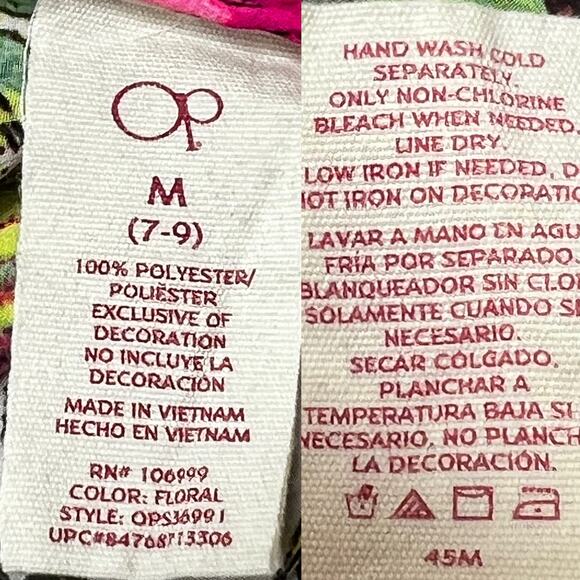 Op
M
(7-9)
100% POLYESTER/
POLIÉSTER
EXCLUSIVE OF
DECORATION
NO INCLUYE LA
DECORACIÓN
MADE IN VIETNAM
HECHO EN VIETNAM
RN# 106999
COLOR: FLORAL
STYLE: OPS36991
HAND WASH COLD
SEPARATELY
ONLY NON-CHLORINE
BLEACH WHEN NEEDED.
LINE DRY.
LOW IRON IF NEEDED, D
OT IRON ON DECORATIO
LAVAR A MANO EN AGU
FRÍA POR SEPARADO.
BLANQUEADOR SIN CLO
SOLAMENTE CUANDO SE
NECESARIO.
SECAR COLGADO.
PLANCHAR A
TEMPERATURA BAJA SI
NECESARIO, NO PLANCH
LA DECORACIÓN.
45M